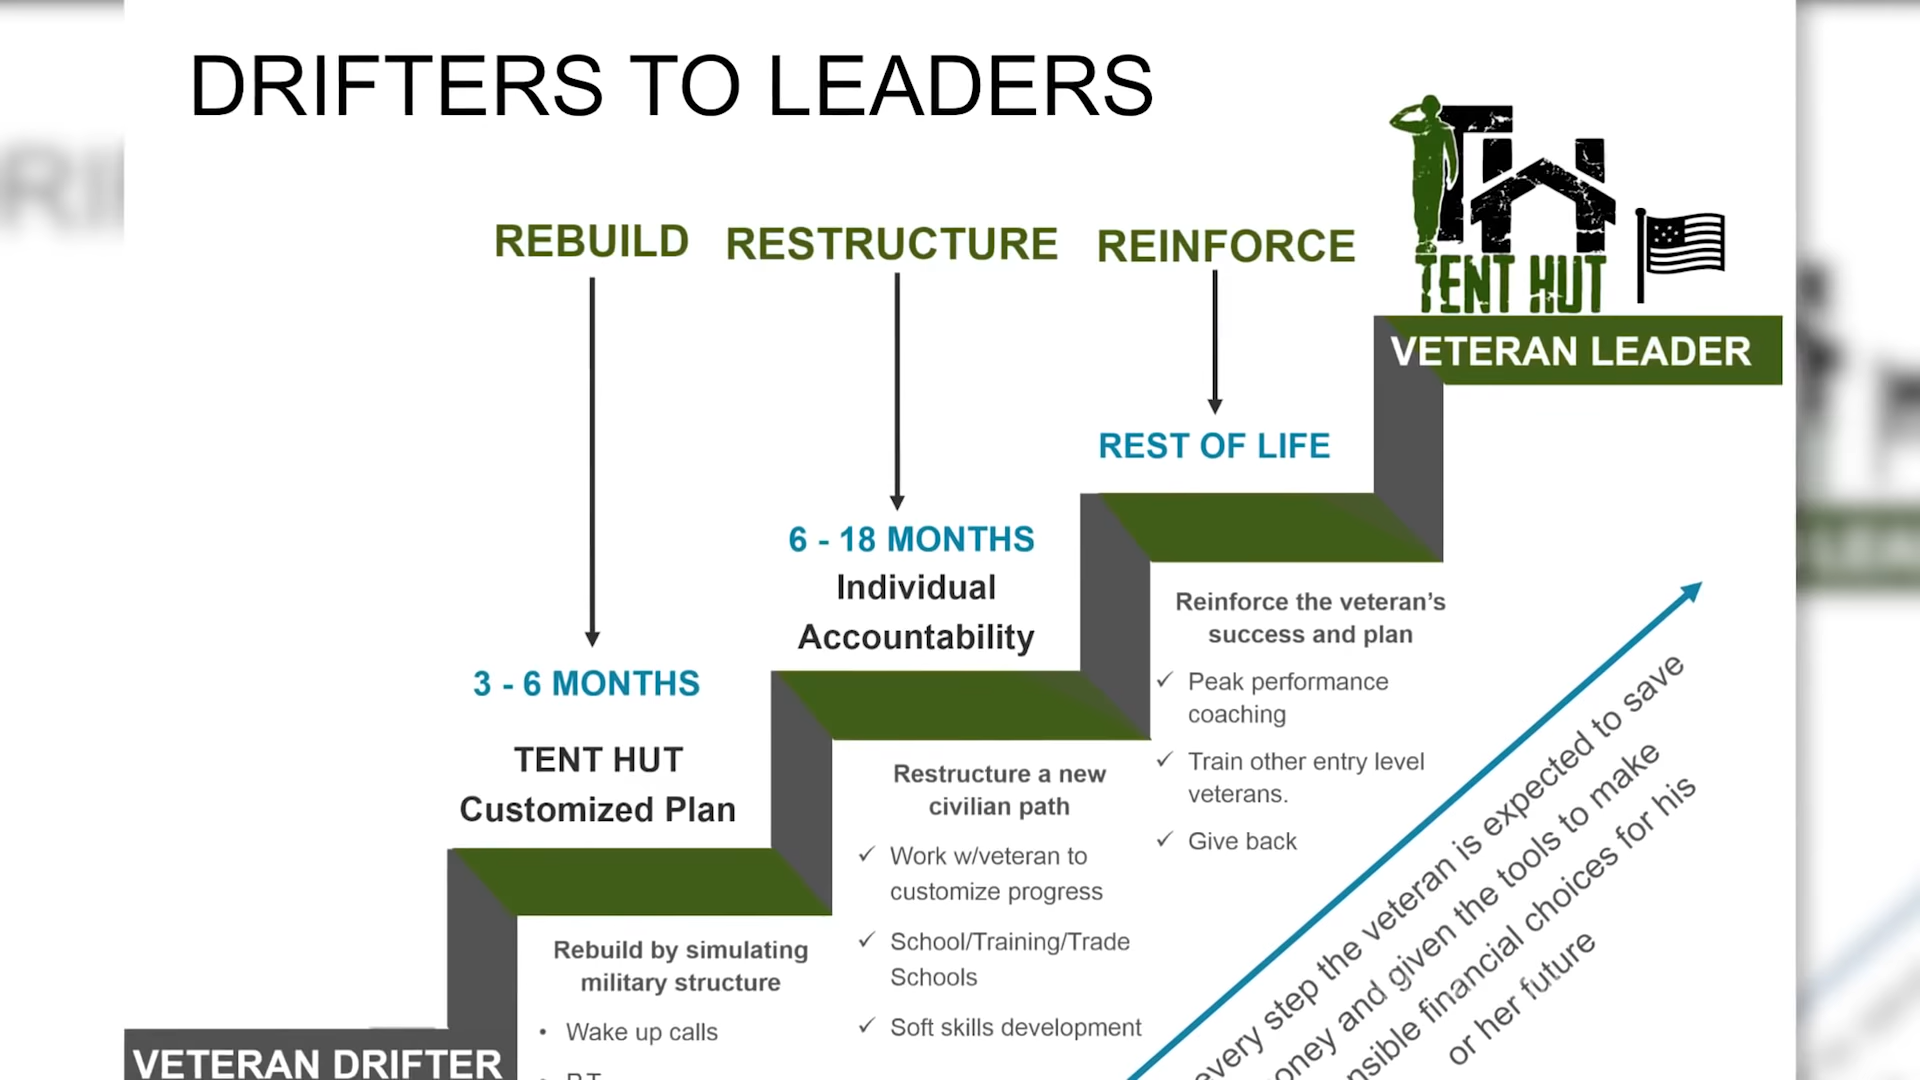 DRIFTERS TO LEADERS
REBUILD
RESTRUCTURE
REINFORCE
TENT HUT
VETERAN LEADER
REST OF LIFE
6 - 18 MONTHS
Individual
Accountability
3 - 6 MONTHS
TENT HUT
Customized Plan
Reinforce the veteran’s
success and plan
✓ Peak performance
coaching
✓ Train other entry level
veterans.
✓ Give back
Restructure a new
civilian path
✓ Work w/veteran to
customize progress
✓ School/Training/Trade
Schools
✓ Soft skills development
Rebuild by simulating
military structure
• Wake up calls
VETERAN DRIFTER
every step the veteran is expected to save
and given the tools to make
financial choices for his
or her future